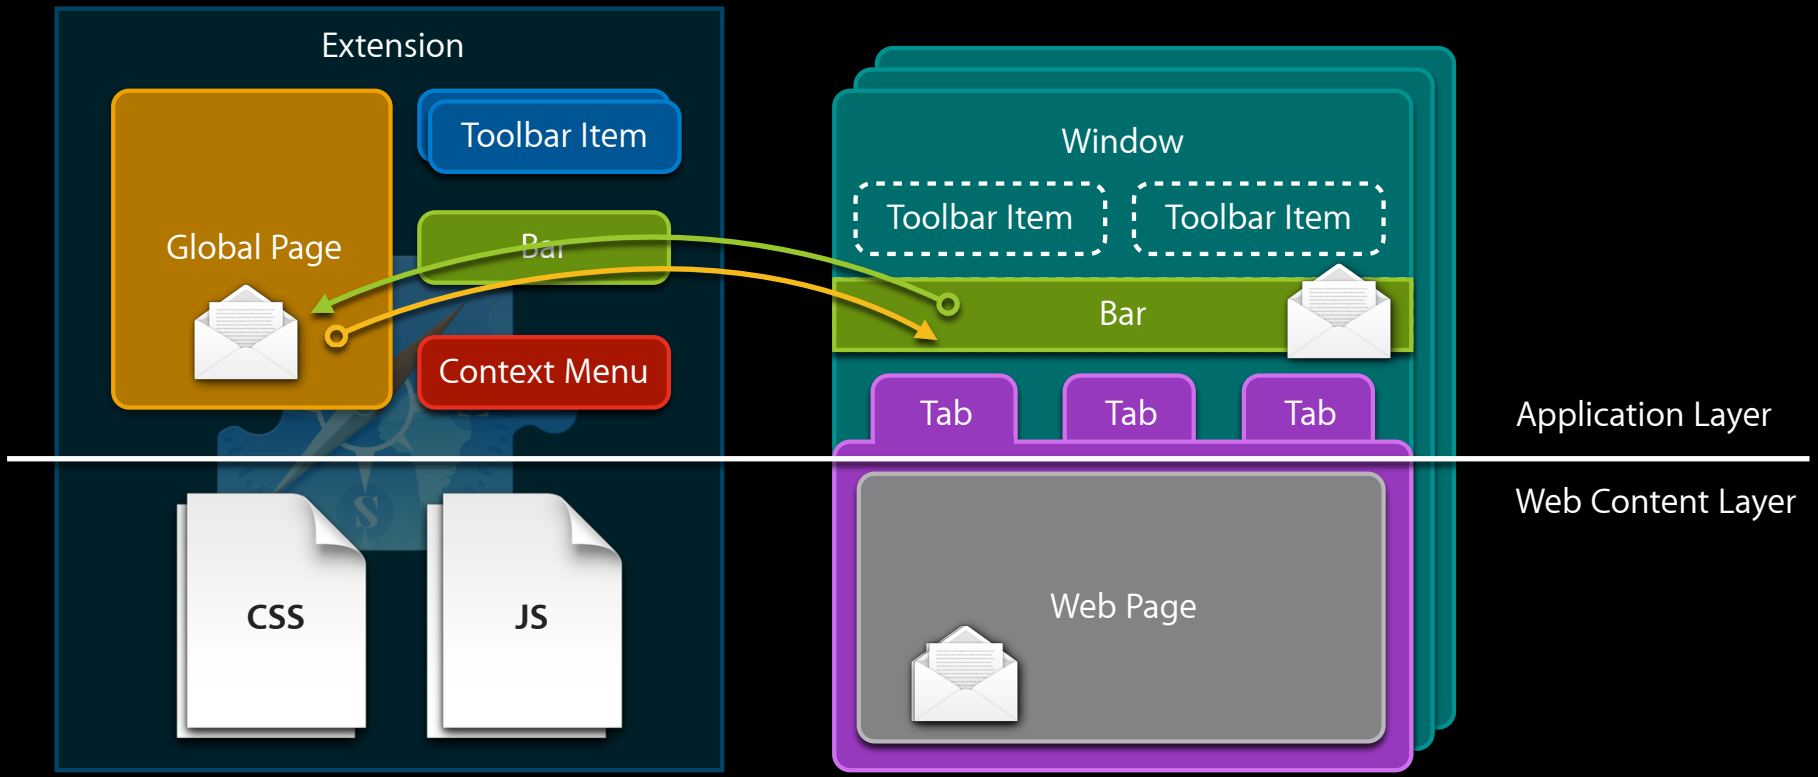 Extension
Global Page
Toolbar Item
Bar
Context Menu
CSS
JS
Window
Toolbar Item
Toolbar Item
Bar
Tab
Tab
Tab
Web Page
Application Layer
Web Content Layer
S